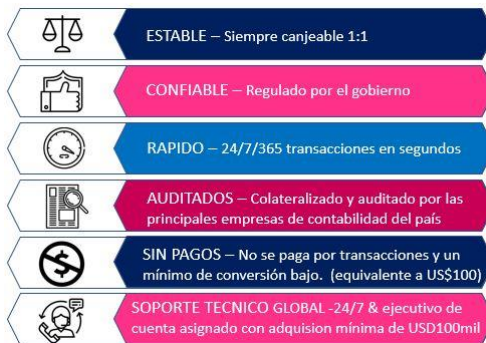 ESTABLE – Siempre canjeable 1:1
CONFIABLE – Regulado por el gobierno
RAPIDO – 24/7/365 transacciones en segundos
AUDITADOS – Colateralizado y auditado por las
principales empresas de contabilidad del país
SIN PAGOS – No se paga por transacciones y un
mínimo de conversión bajo. (equivalente a US$100)
SOPORTE TECNICO GLOBAL -24/7 & ejecutivo de
cuenta asignado con adquision mínima de USD100mil